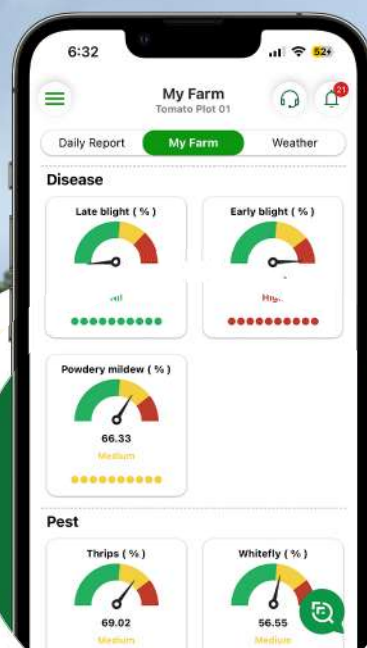 6:32
52
My Farm
Tomato Plot 01
21
Daily Report My Farm Weather
Disease
Late blight ( % ) Early blight ( % )
Powdery mildew ( % )
66.33
Medium
Pest
Thrips ( % ) Whitefly ( % )
69.02 56.55
Medium Medium